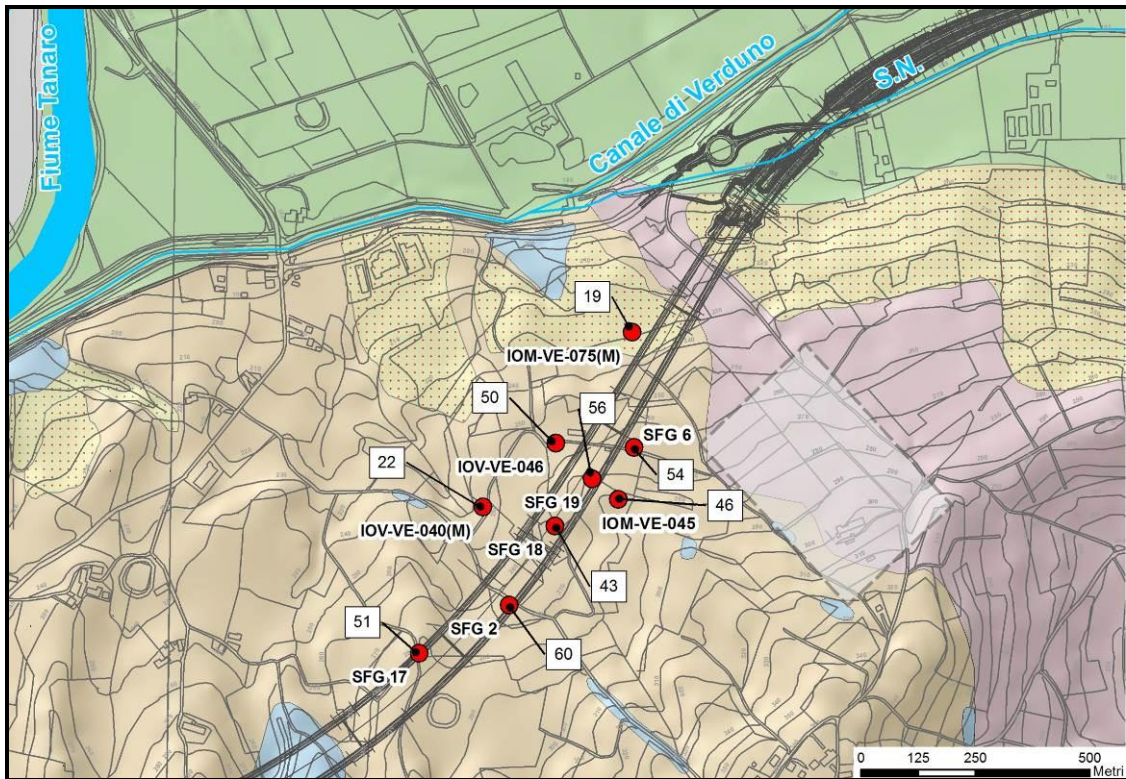 Fiume Tanaro
Canale di Verduno
S.N.
19
IOM-VE-075(M)
50
56
SFG 6
22
IOV-VE-046
54
SFG 19
46
IOV-VE-040(M)
IOM-VE-045
SFG 18
43
51
SFG 2
60
SFG 17
0 125 250 500
Metri